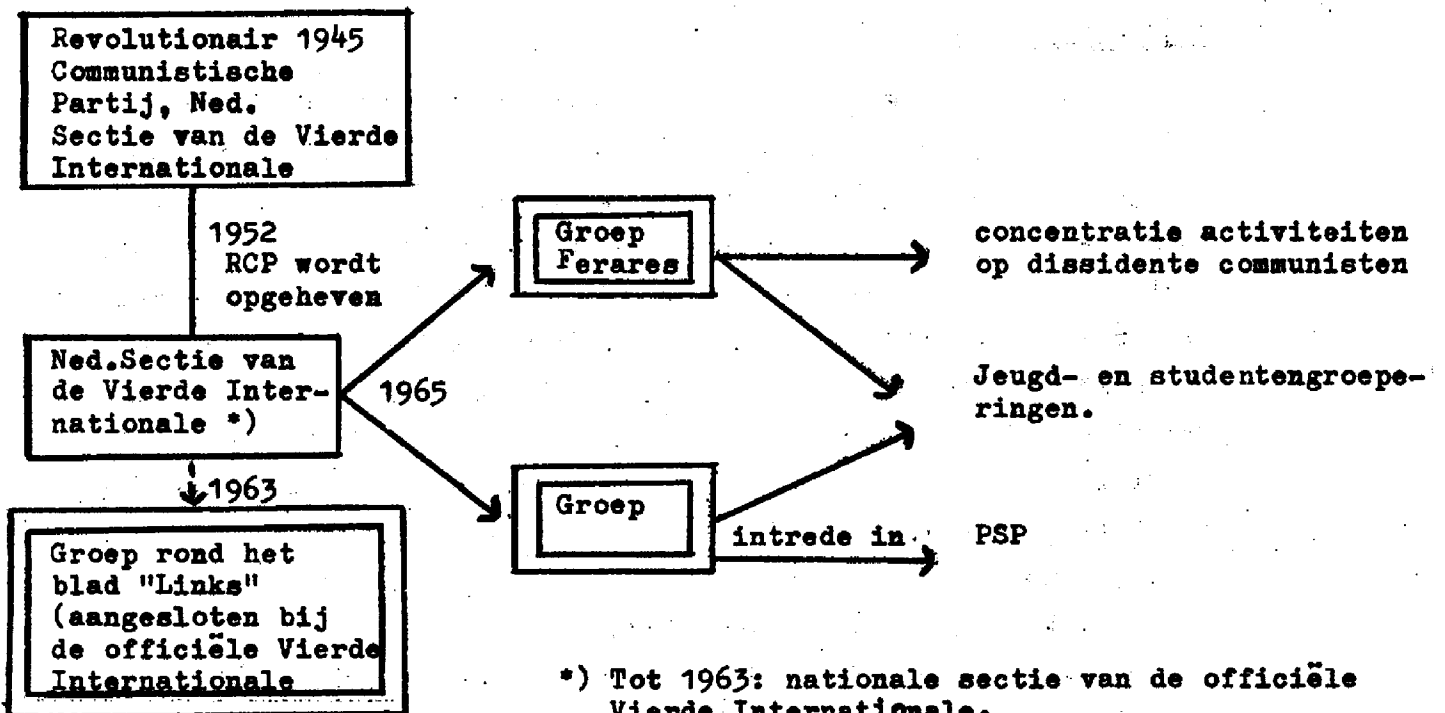 Revolutionair 1945
Communistische
Partij, Ned.
Sectie van de Vierde
Internationale
1952
RCP wordt
opgeheven
Ned.Sectie van
de Vierde Inter-
nationale *)
1963
Groep rond het
blad "Links"
(aangesloten bij
de officiële Vierde
Internationale
1965
Groep
Ferares
Groep
intrede in
concentratie activiteiten
op dissidente communisten
Jeugd- en studentengroepe-
ringen.
PSP
*) Tot 1963: nationale sectie van de officiële
Vierde Internationale.